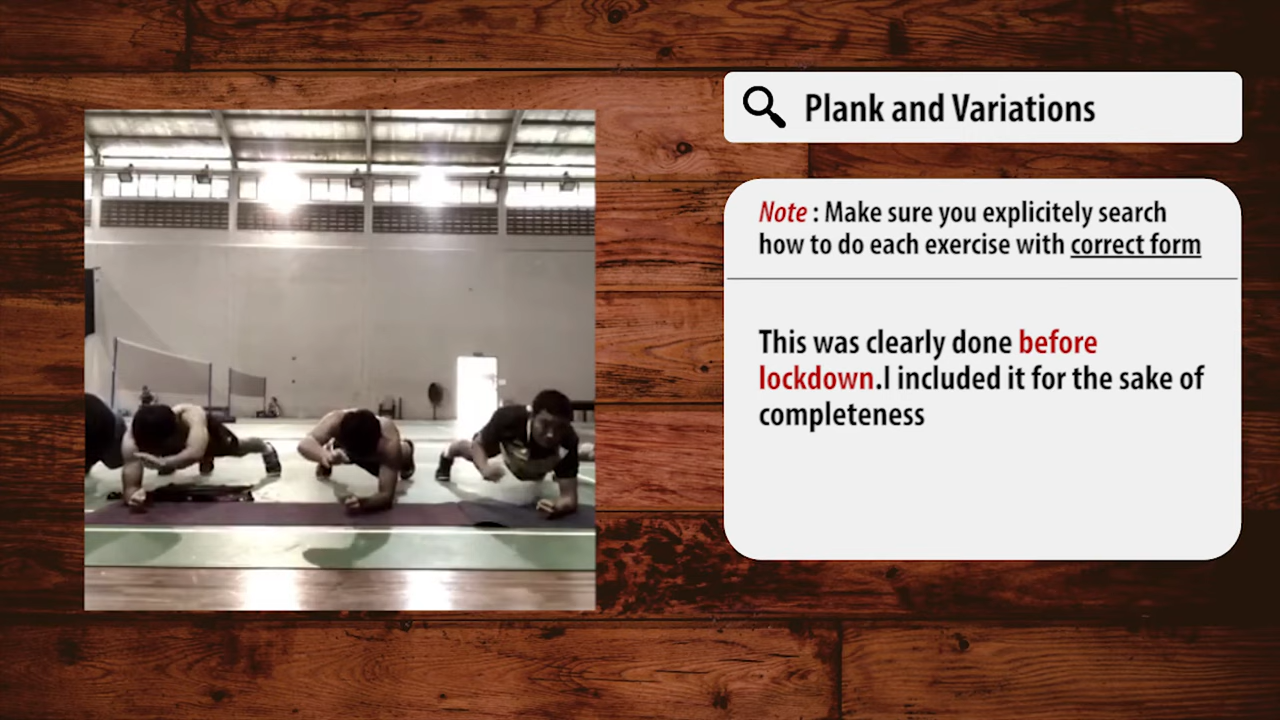 Plank and Variations
Note : Make sure you explicitely search
how to do each exercise with correct form
This was clearly done before
lockdown.I included it for the sake of
completeness